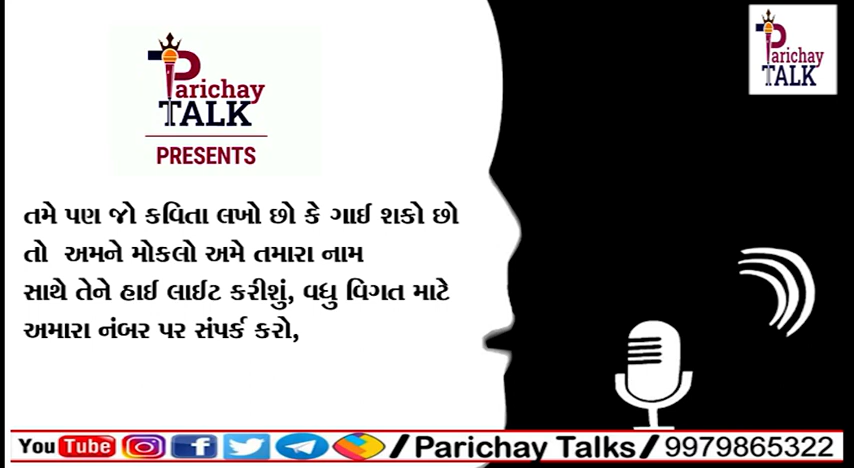 Parichay
TALK
PRESENTS
Parichay
TALK
તમે પણ જો કવિતા લખો છો કે ગાઈ શકો છો
તો અમને મોકલો અમે તમારા નામ
સાથે તેને હાઈ લાઈટ કરીશું, વધુ વિગત માટે
અમારા નંબર પર સંપર્ક કરો,
You Tube / Parichay Talks / 9979865322